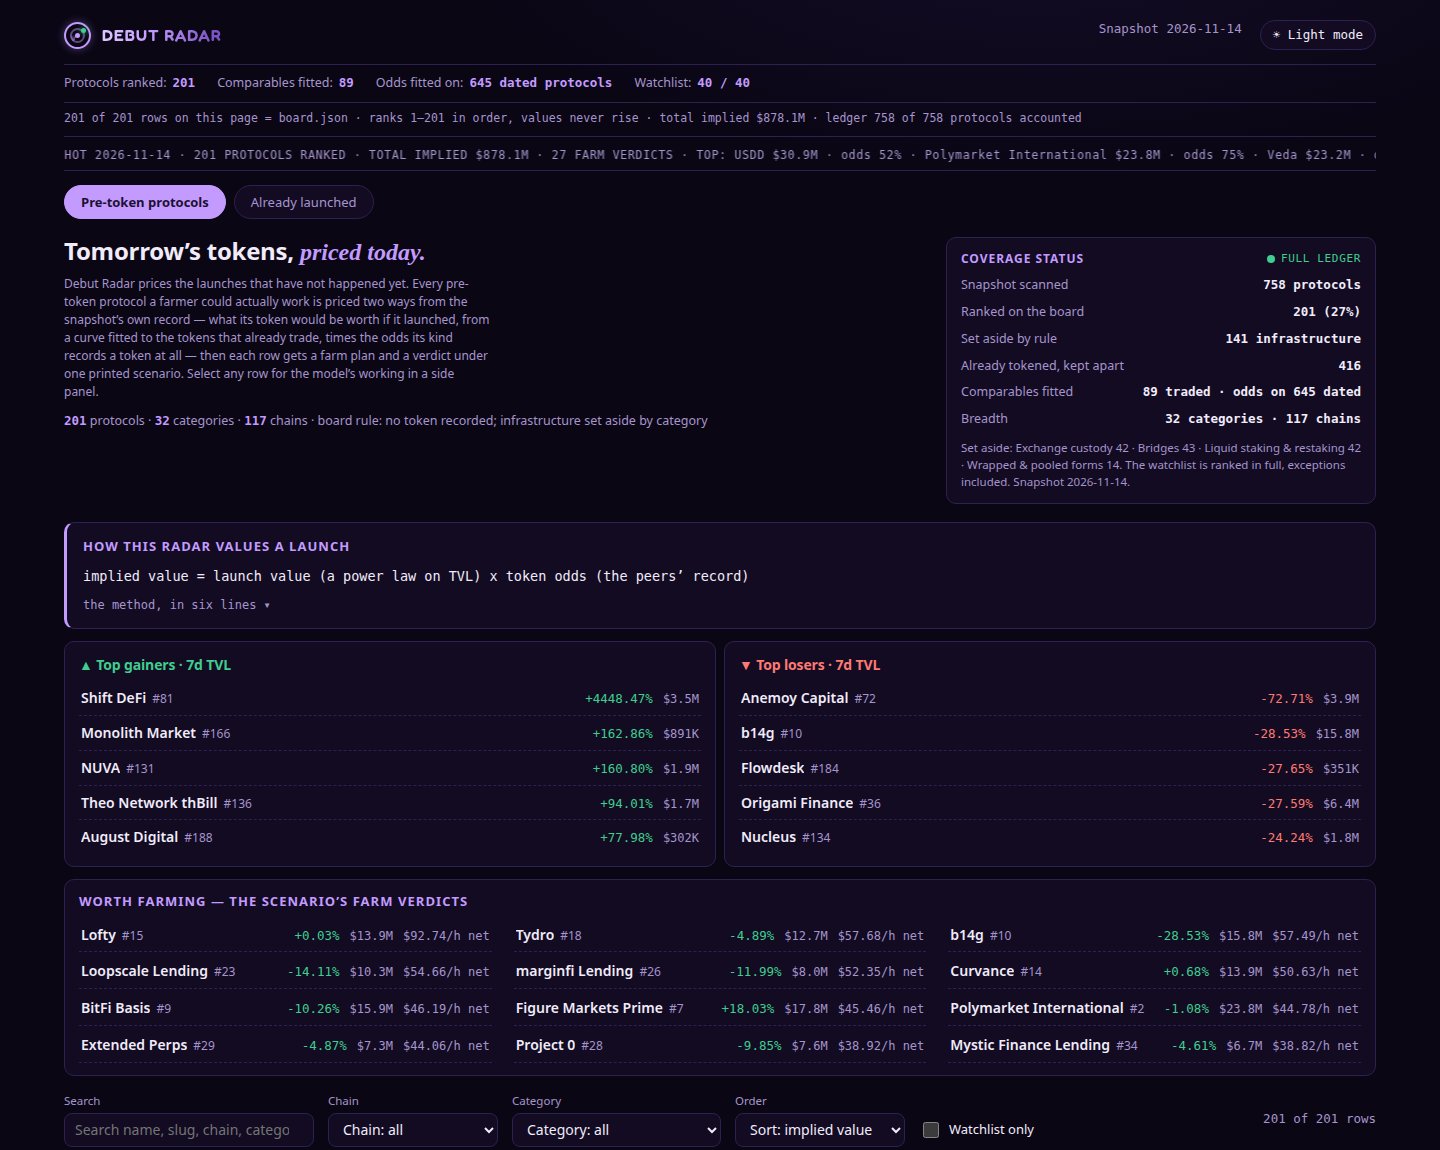 DEBUT RADAR
Snapshot 2026-11-14
☀ Light mode
Protocols ranked: 201 Comparables fitted: 89 Odds fitted on: 645 dated protocols Watchlist: 40 / 40
201 of 201 rows on this page = board.json · ranks 1–201 in order, values never rise · total implied $878.1M · ledger 758 of 758 protocols accounted
HOT 2026-11-14 · 201 PROTOCOLS RANKED · TOTAL IMPLIED $878.1M · 27 FARM VERDICTS · TOP: USDD $30.9M · odds 52% · Polymarket International $23.8M · odds 75% · Veda $23.2M ·
Pre-token protocols
Already launched
Tomorrow’s tokens, priced today.
Debut Radar prices the launches that have not happened yet. Every pre-
token protocol a farmer could actually work is priced two ways from the
snapshot’s own record — what its token would be worth if it launched, from
a curve fitted to the tokens that already trade, times the odds its kind
records a token at all — then each row gets a farm plan and a verdict under
one printed scenario. Select any row for the model’s working in a side
panel.
201 protocols · 32 categories · 117 chains · board rule: no token recorded; infrastructure set aside by category
COVERAGE STATUS
FULL LEDGER
Snapshot scanned 758 protocols
Ranked on the board 201 (27%)
Set aside by rule 141 infrastructure
Already tokened, kept apart 416
Comparables fitted 89 traded · odds on 645 dated
Breadth 32 categories · 117 chains
Set aside: Exchange custody 42 · Bridges 43 · Liquid staking & restaking 42
· Wrapped & pooled forms 14. The watchlist is ranked in full, exceptions
included. Snapshot 2026-11-14.
HOW THIS RADAR VALUES A LAUNCH
implied value = launch value (a power law on TVL) x token odds (the peers’ record)
the method, in six lines ▾
▲ Top gainers · 7d TVL
Shift DeFi #81 +4448.47% $3.5M
Monolith Market #166 +162.86% $891K
NUVA #131 +160.80% $1.9M
Theo Network thBill #136 +94.01% $1.7M
August Digital #188 +77.98% $302K
▼ Top losers · 7d TVL
Anemoy Capital #72 -72.71% $3.9M
b14g #10 -28.53% $15.8M
Flowdesk #184 -27.65% $351K
Origami Finance #36 -27.59% $6.4M
Nucleus #134 -24.24% $1.8M
WORTH FARMING — THE SCENARIO’S FARM VERDICTS
Lofty #15 +0.03% $13.9M $92.74/h net
Tydro #18 -4.89% $12.7M $57.68/h net
b14g #10 -28.53% $15.8M $57.49/h net
Loopscale Lending #23 -14.11% $10.3M $54.66/h net
marginfi Lending #26 -11.99% $8.0M $52.35/h net
Curvance #14 +0.68% $13.9M $50.63/h net
BitFi Basis #9 -10.26% $15.9M $46.19/h net
Figure Markets Prime #7 +18.03% $17.8M $45.46/h net
Polymarket International #2 -1.08% $23.8M $44.78/h net
Extended Perps #29 -4.87% $7.3M $44.06/h net
Project 0 #28 -9.85% $7.6M $38.92/h net
Mystic Finance Lending #34 -4.61% $6.7M $38.82/h net
Search Chain Category Order
Search name, slug, chain, catego
Chain: all
Category: all
Sort: implied value
Watchlist only
201 of 201 rows